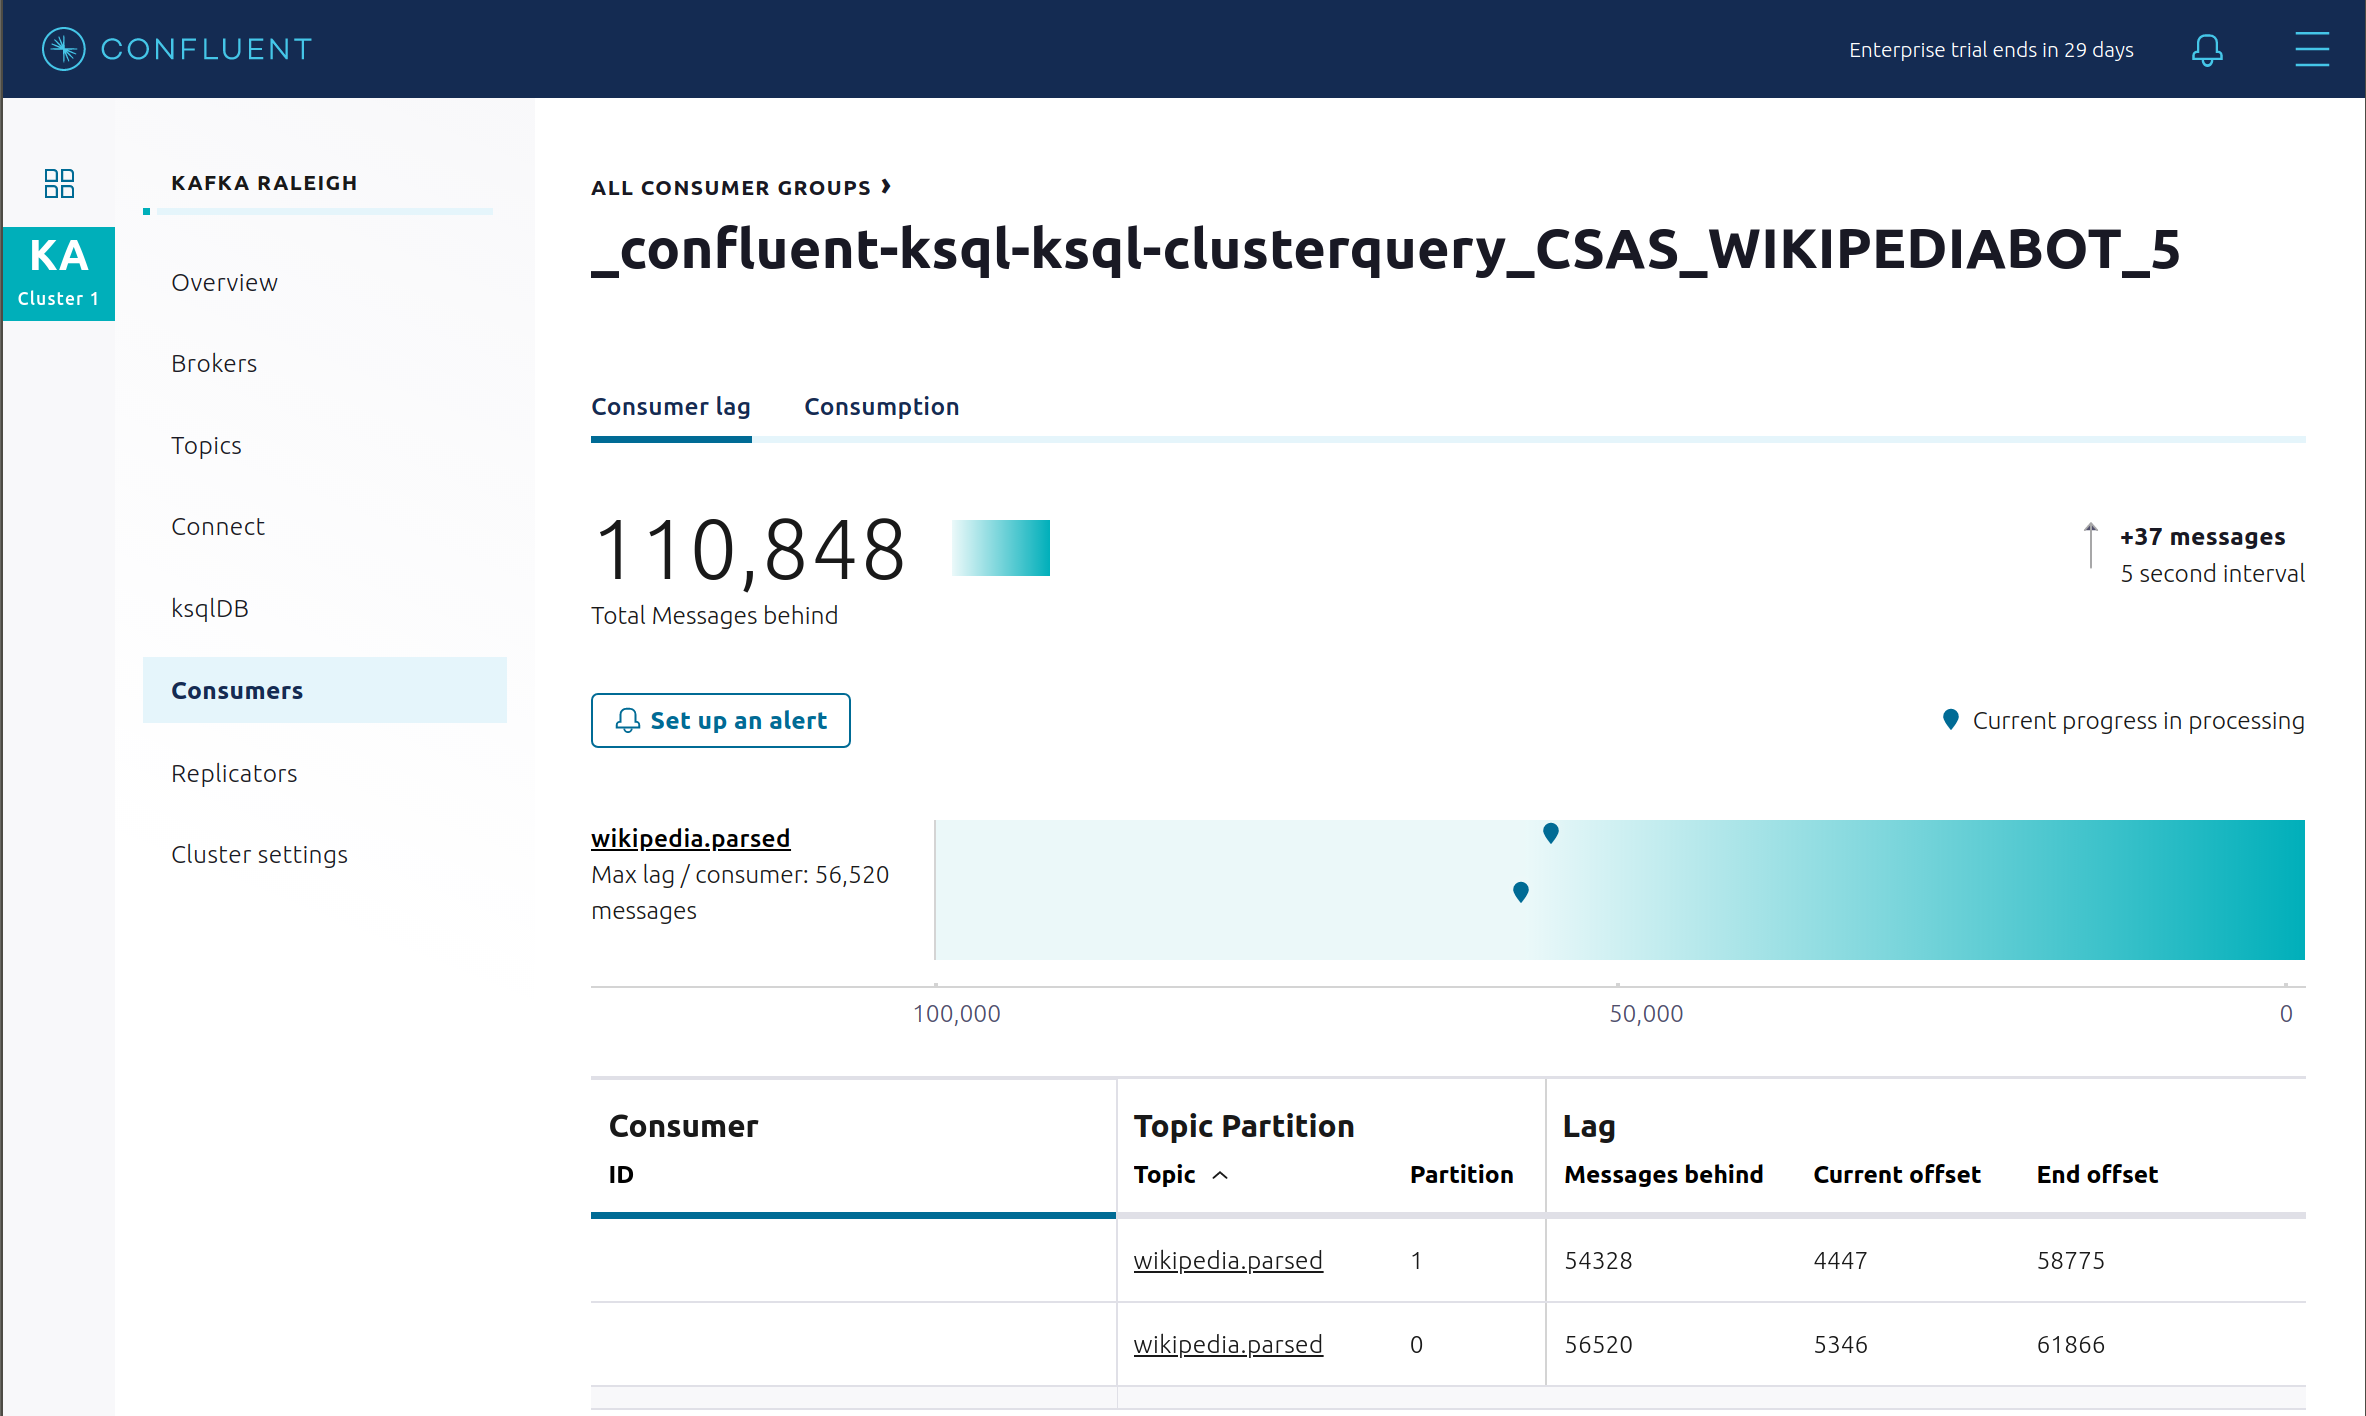 CONFLUENT
Enterprise trial ends in 29 days
KA
Cluster 1
KAFKA RALEIGH
Overview
Brokers
Topics
Connect
ksqlDB
Consumers
Replicators
Cluster settings
ALL CONSUMER GROUPS ›
_confluent-ksql-ksql-clusterquery_CSAS_WIKIPEDIABOT_5
Consumer lag Consumption
110,848
Total Messages behind
+37 messages
5 second interval
Set up an alert
Current progress in processing
wikipedia.parsed
Max lag / consumer: 56,520
messages
100,000 50,000 0
Consumer Topic Partition Lag
ID Topic Partition Messages behind Current offset End offset
wikipedia.parsed 1 54328 4447 58775
wikipedia.parsed 0 56520 5346 61866